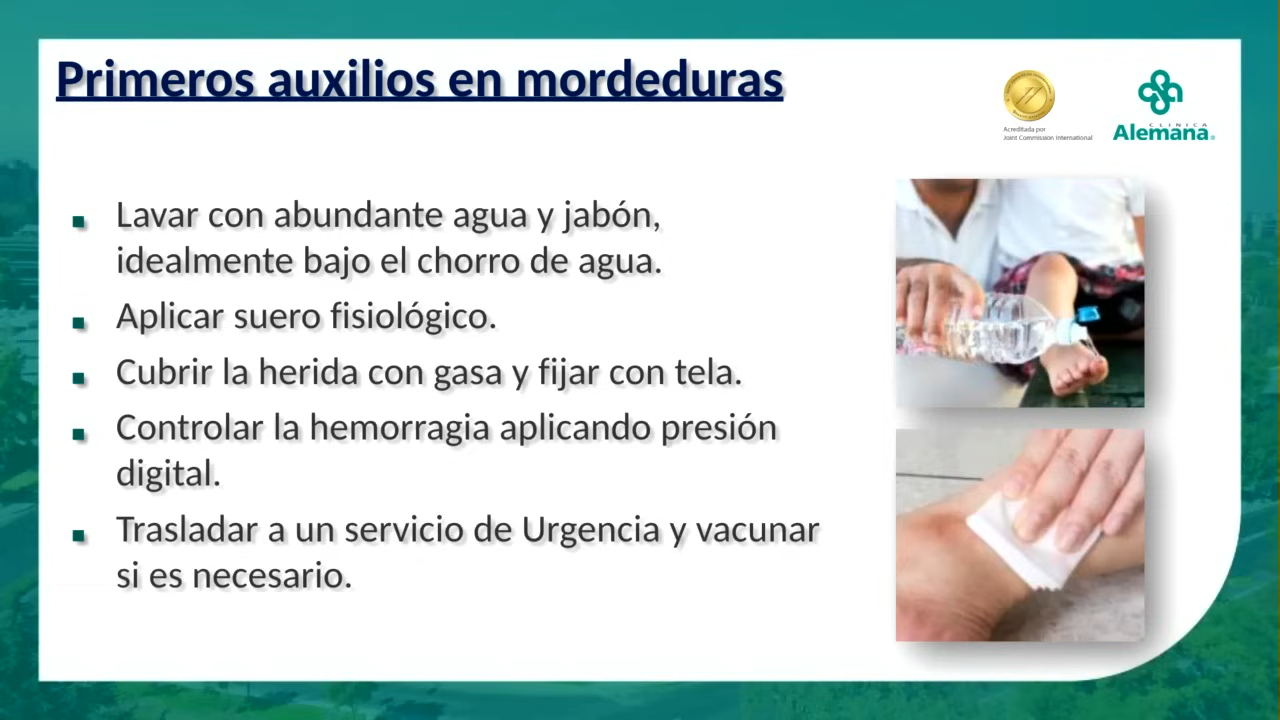 Primeros auxilios en mordeduras
Acreditada por
Joint Commission International
CLINICA
Alemana
Lavar con abundante agua y jabón,
idealmente bajo el chorro de agua.
Aplicar suero fisiológico.
Cubrir la herida con gasa y fijar con tela.
Controlar la hemorragia aplicando presión
digital.
Trasladar a un servicio de Urgencia y vacunar
si es necesario.